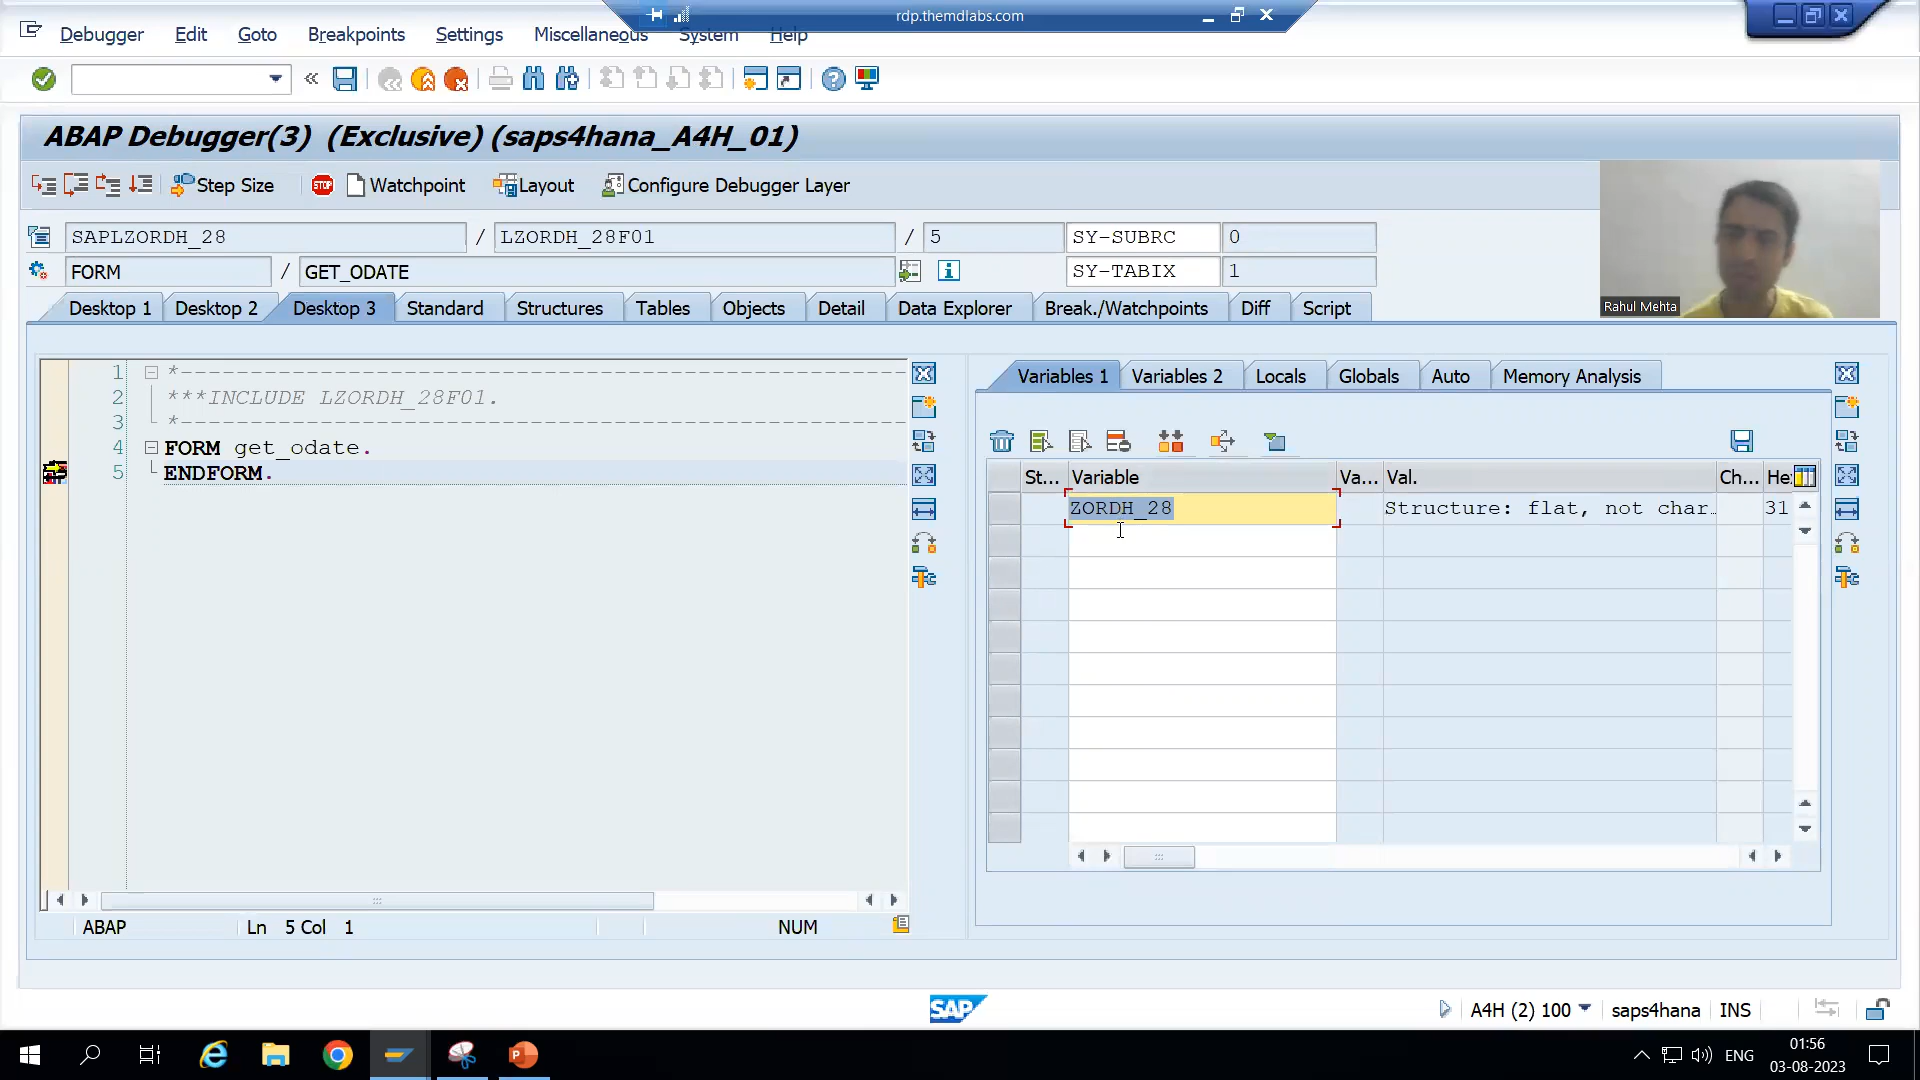 rdp.themdlabs.com
Debugger Edit Goto Breakpoints Settings Miscellaneous System Help
ABAP Debugger(3) (Exclusive) (saps4hana_A4H_01)
Step Size STOP Watchpoint Layout Configure Debugger Layer
SAPLZORDH_28 / LZORDH_28F01 / 5 SY-SUBRC 0
FORM / GET_ODATE SY-TABIX 1
Rahul Mehta
Desktop 1 Desktop 2 Desktop 3 Standard Structures Tables Objects Detail Data Explorer Break./Watchpoints Diff Script
Variables 1 Variables 2 Locals Globals Auto Memory Analysis
1 *----------------------------------------------------
2 ***INCLUDE LZORDH_28F01.
3 *----------------------------------------------------
4 FORM get_odate.
5 ENDFORM.
St... Variable Va... Val. Ch... He
ZORDH_28 Structure: flat, not char. 31
ABAP Ln 5 Col 1 NUM
SAP A4H (2) 100 saps4hana INS
ENG 01:56
03-08-2023